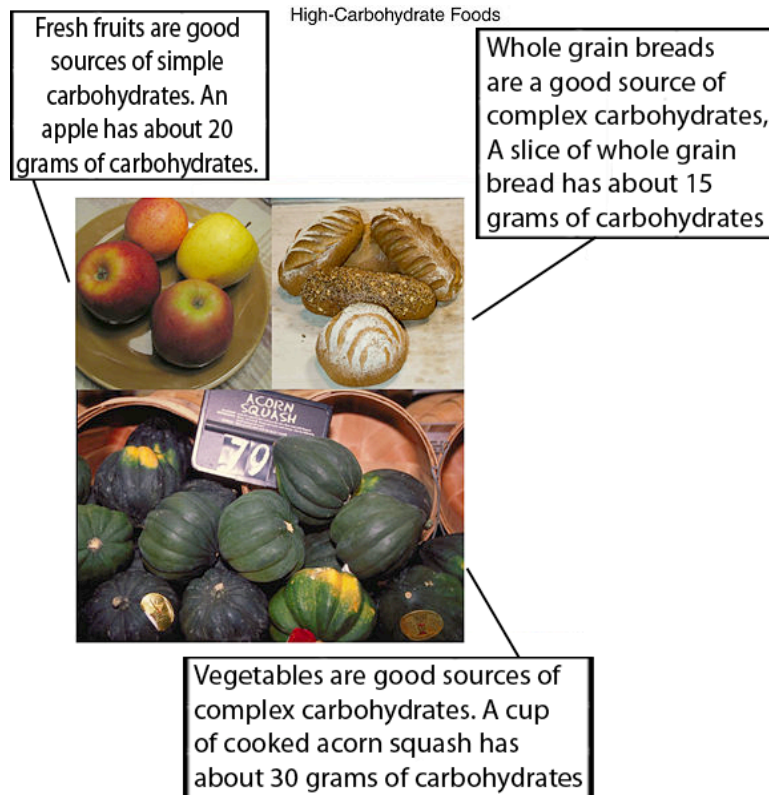 High-Carbohydrate Foods
Fresh fruits are good
sources of simple
carbohydrates. An
apple has about 20
grams of carbohydrates.
Whole grain breads
are a good source of
complex carbohydrates,
A slice of whole grain
bread has about 15
grams of carbohydrates
ACORN
SQUASH
79
Vegetables are good sources of
complex carbohydrates. A cup
of cooked acorn squash has
about 30 grams of carbohydrates